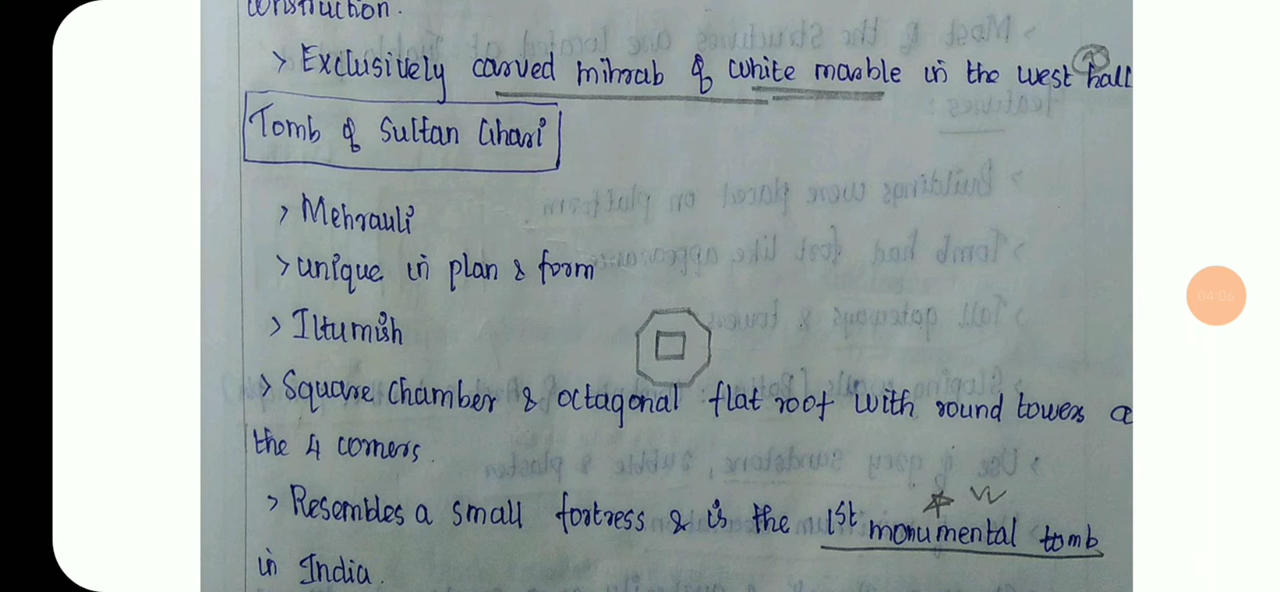 construction.
> Exclusively carved mihrab of white marble in the west hall
Tomb of Sultan Ghari
> Mehrauli
> unique in plan & form
> Iltumish
> Square chamber & octagonal flat roof with round towers
the 4 corners.
> Resembles a small fortress & is the 1st monumental tomb
in India.
04:06